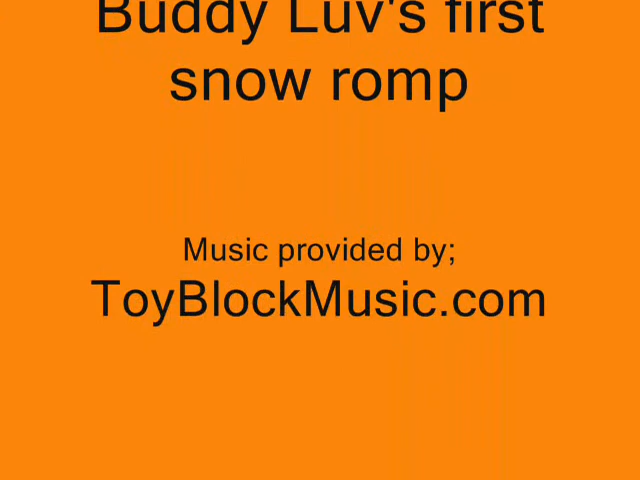 Buddy Luv's first
snow romp
Music provided by;
ToyBlockMusic.com